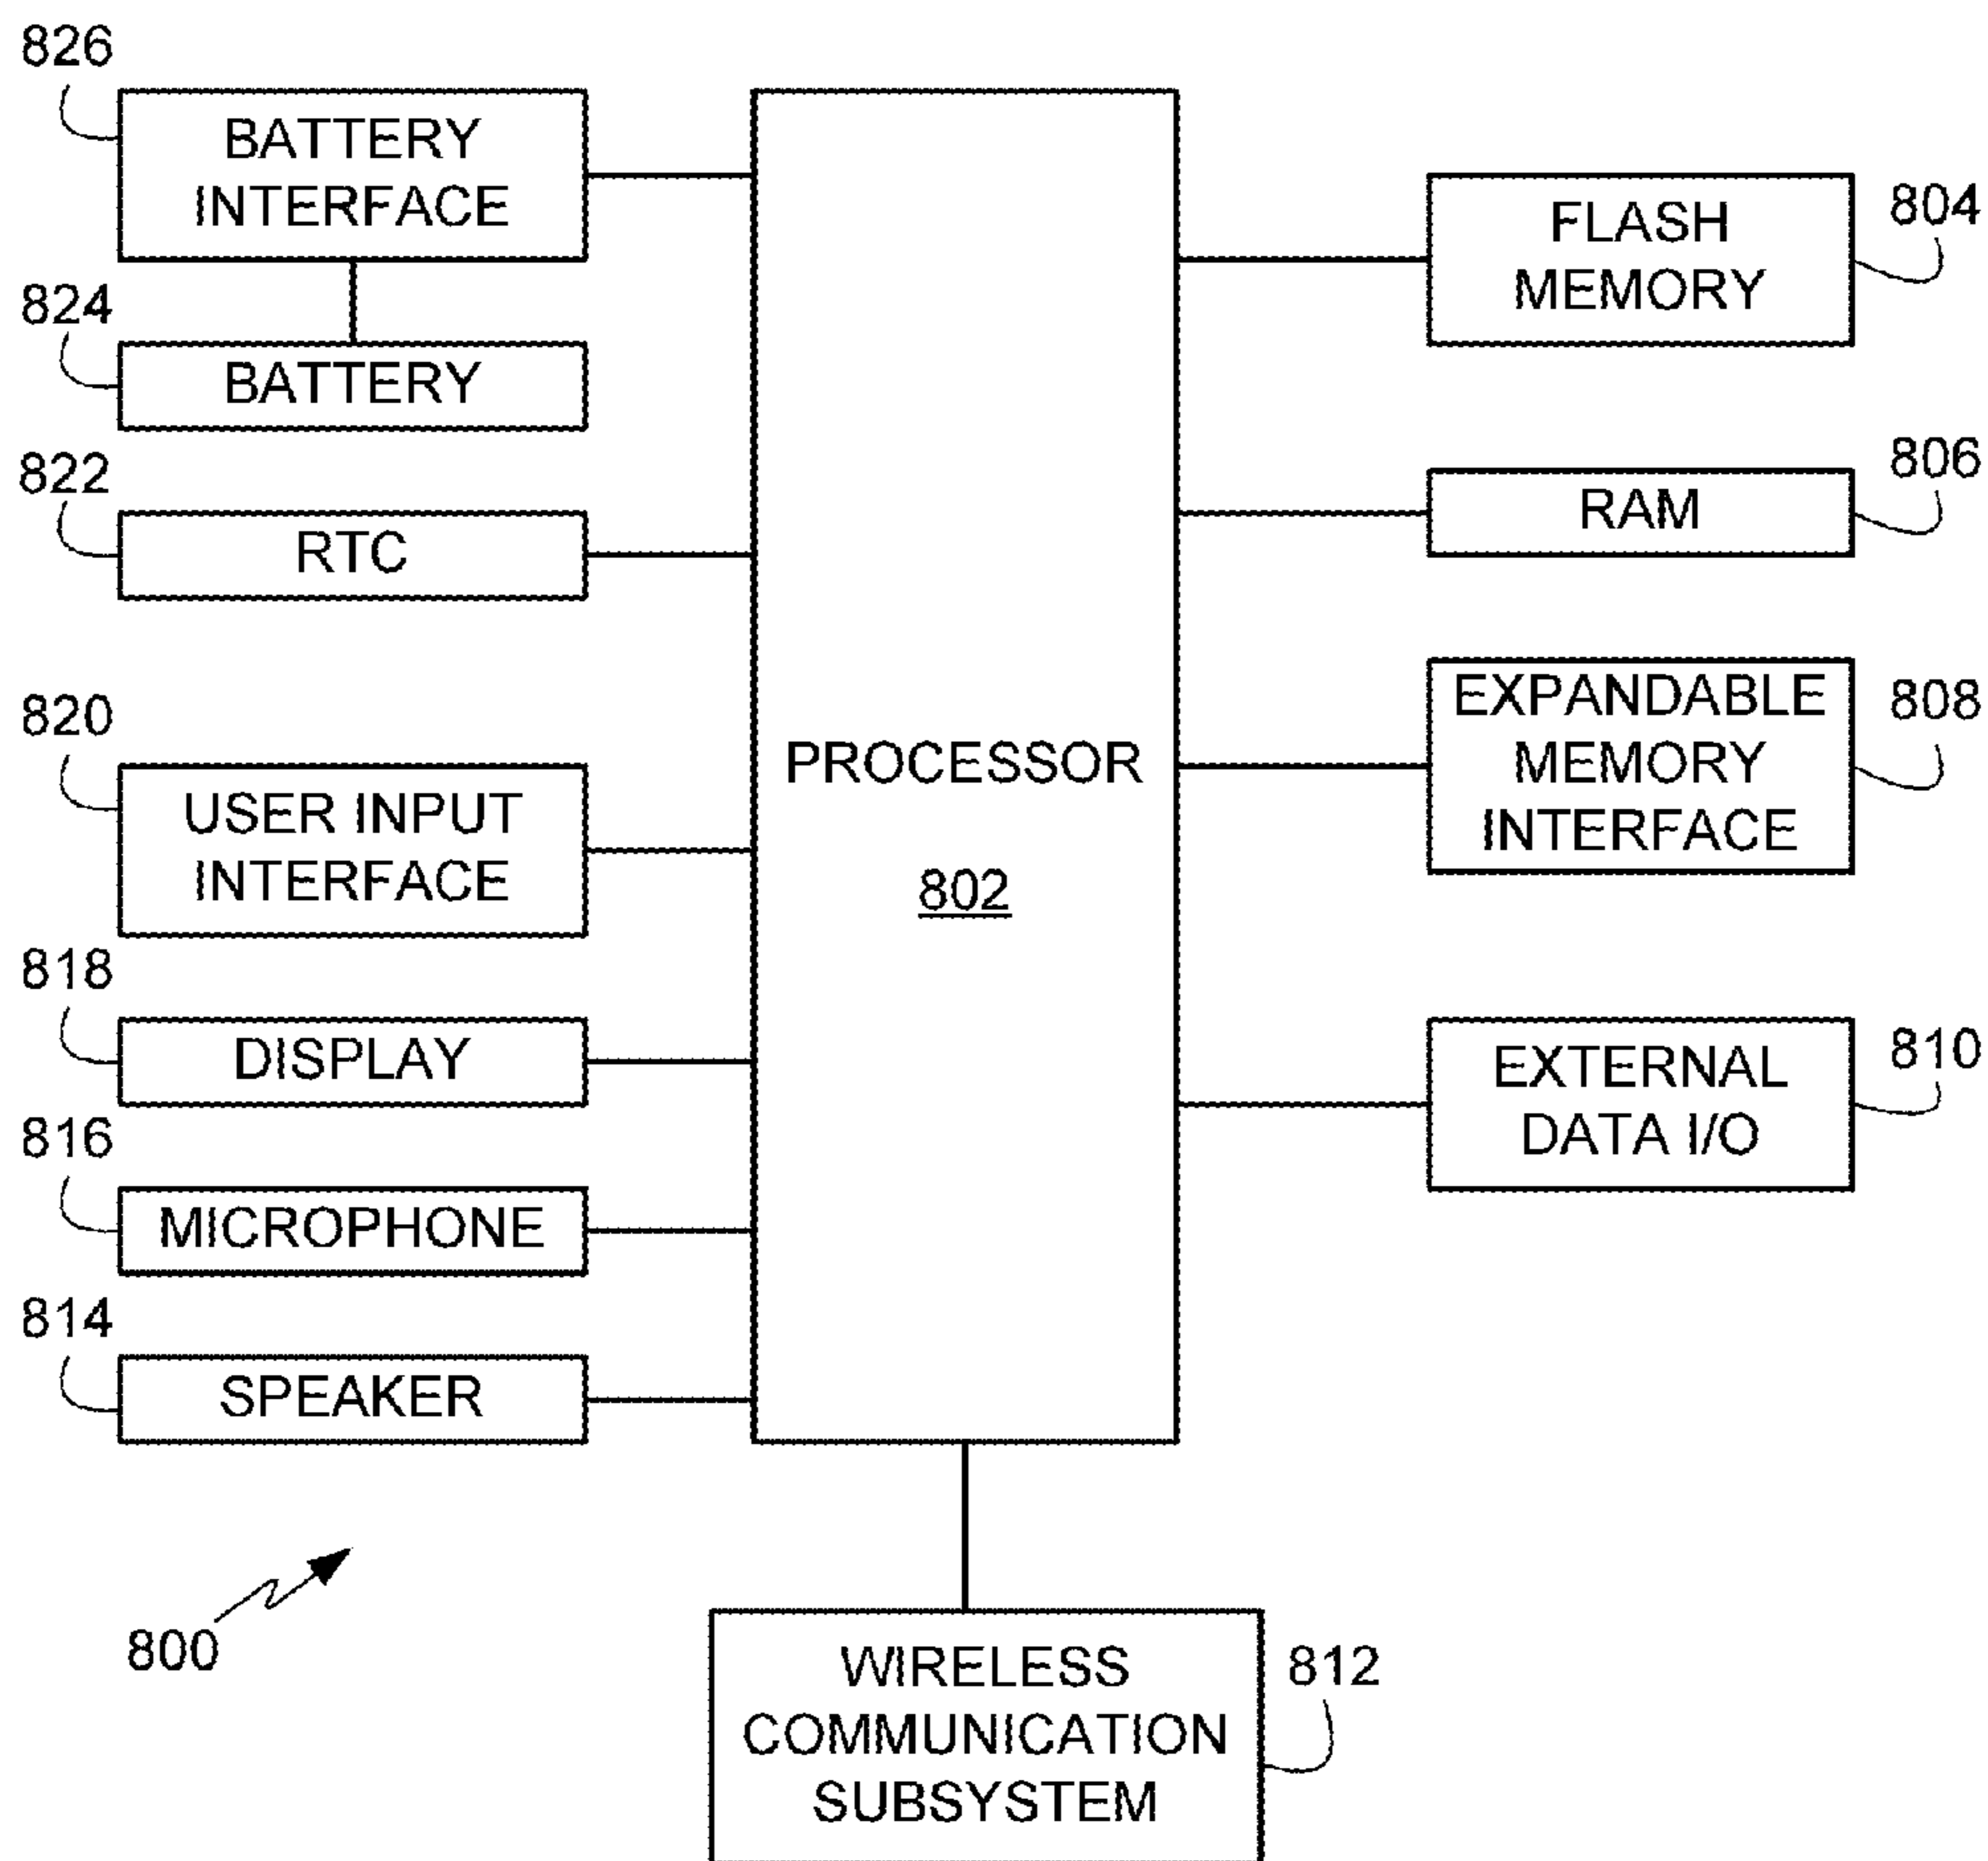 826
BATTERY
INTERFACE
824
BATTERY
822
RTC
820
USER INPUT
INTERFACE
818
DISPLAY
816
MICROPHONE
814
SPEAKER
800
PROCESSOR
802
FLASH
MEMORY
804
RAM
806
EXPANDABLE
MEMORY
INTERFACE
808
EXTERNAL
DATA I/O
810
WIRELESS
COMMUNICATION
SUBSYSTEM
812